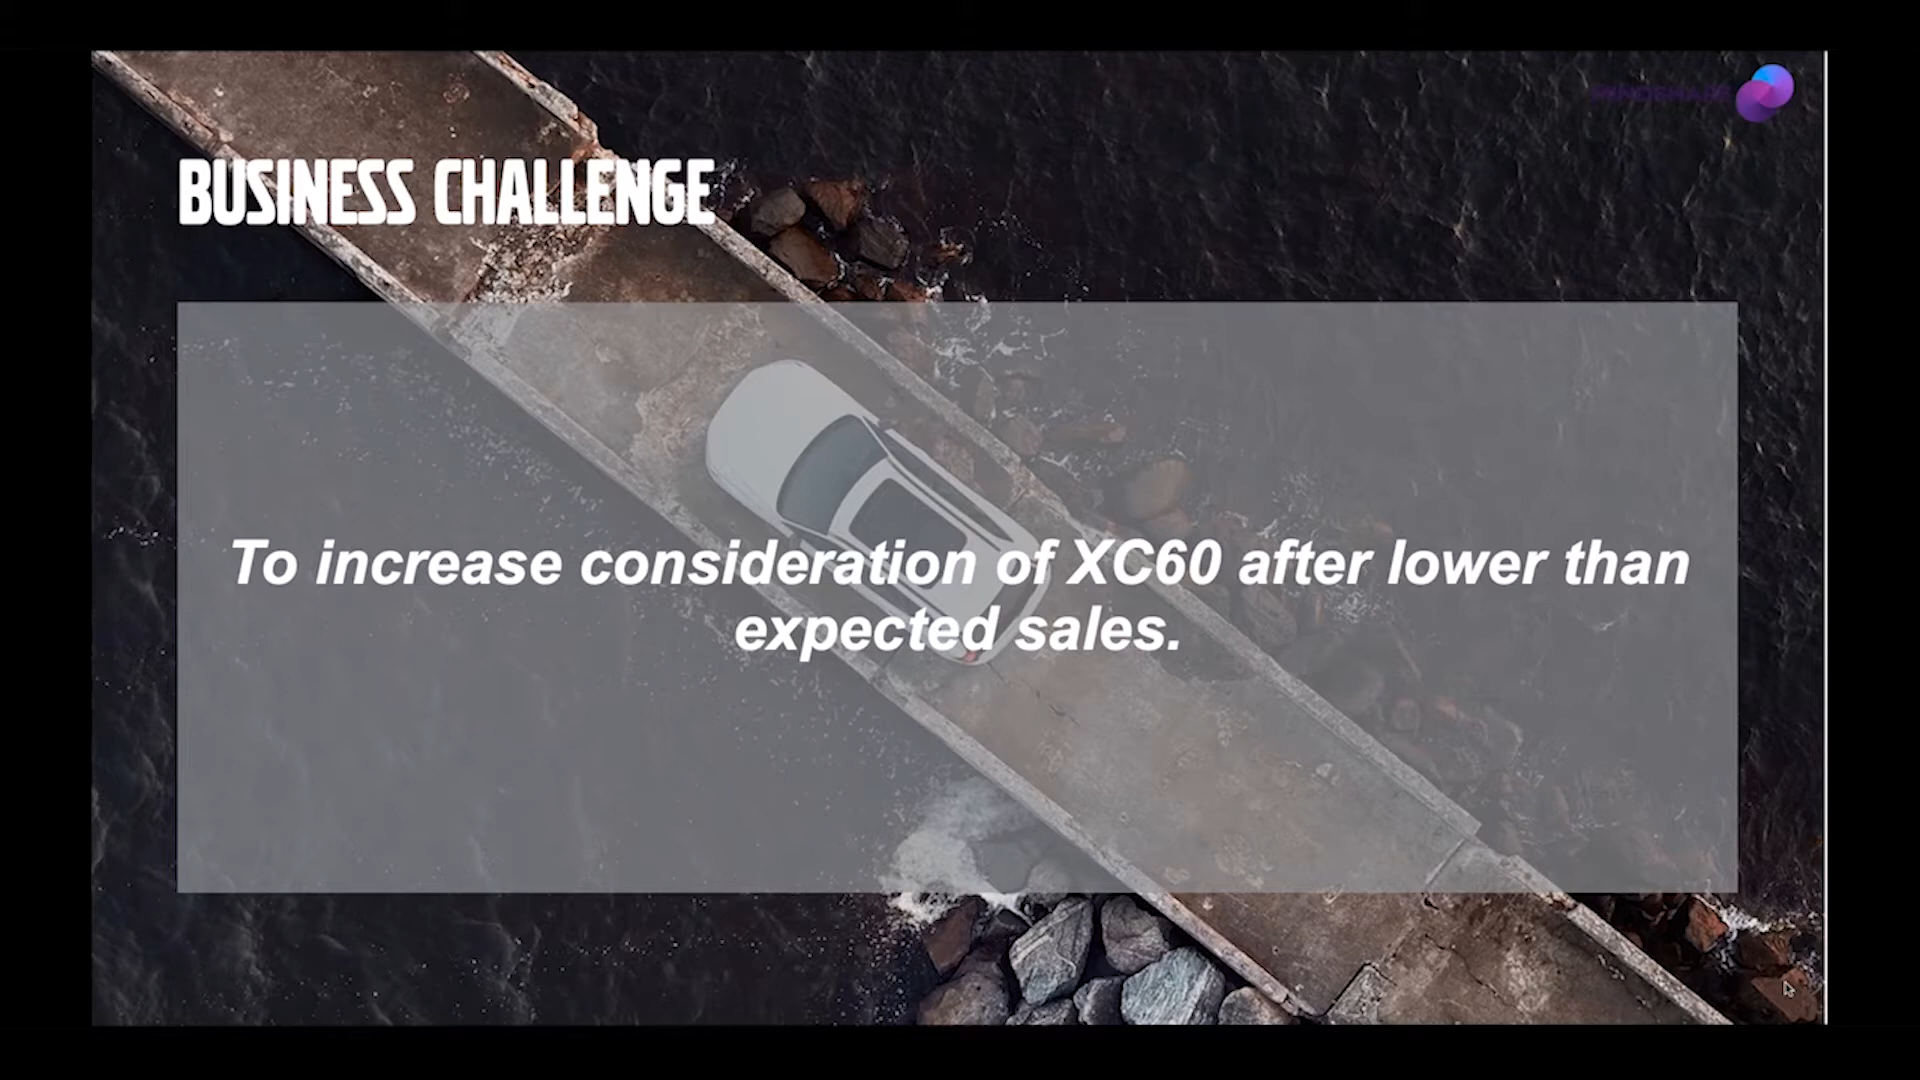 BUSINESS CHALLENGE
To increase consideration of XC60 after lower than
expected sales.